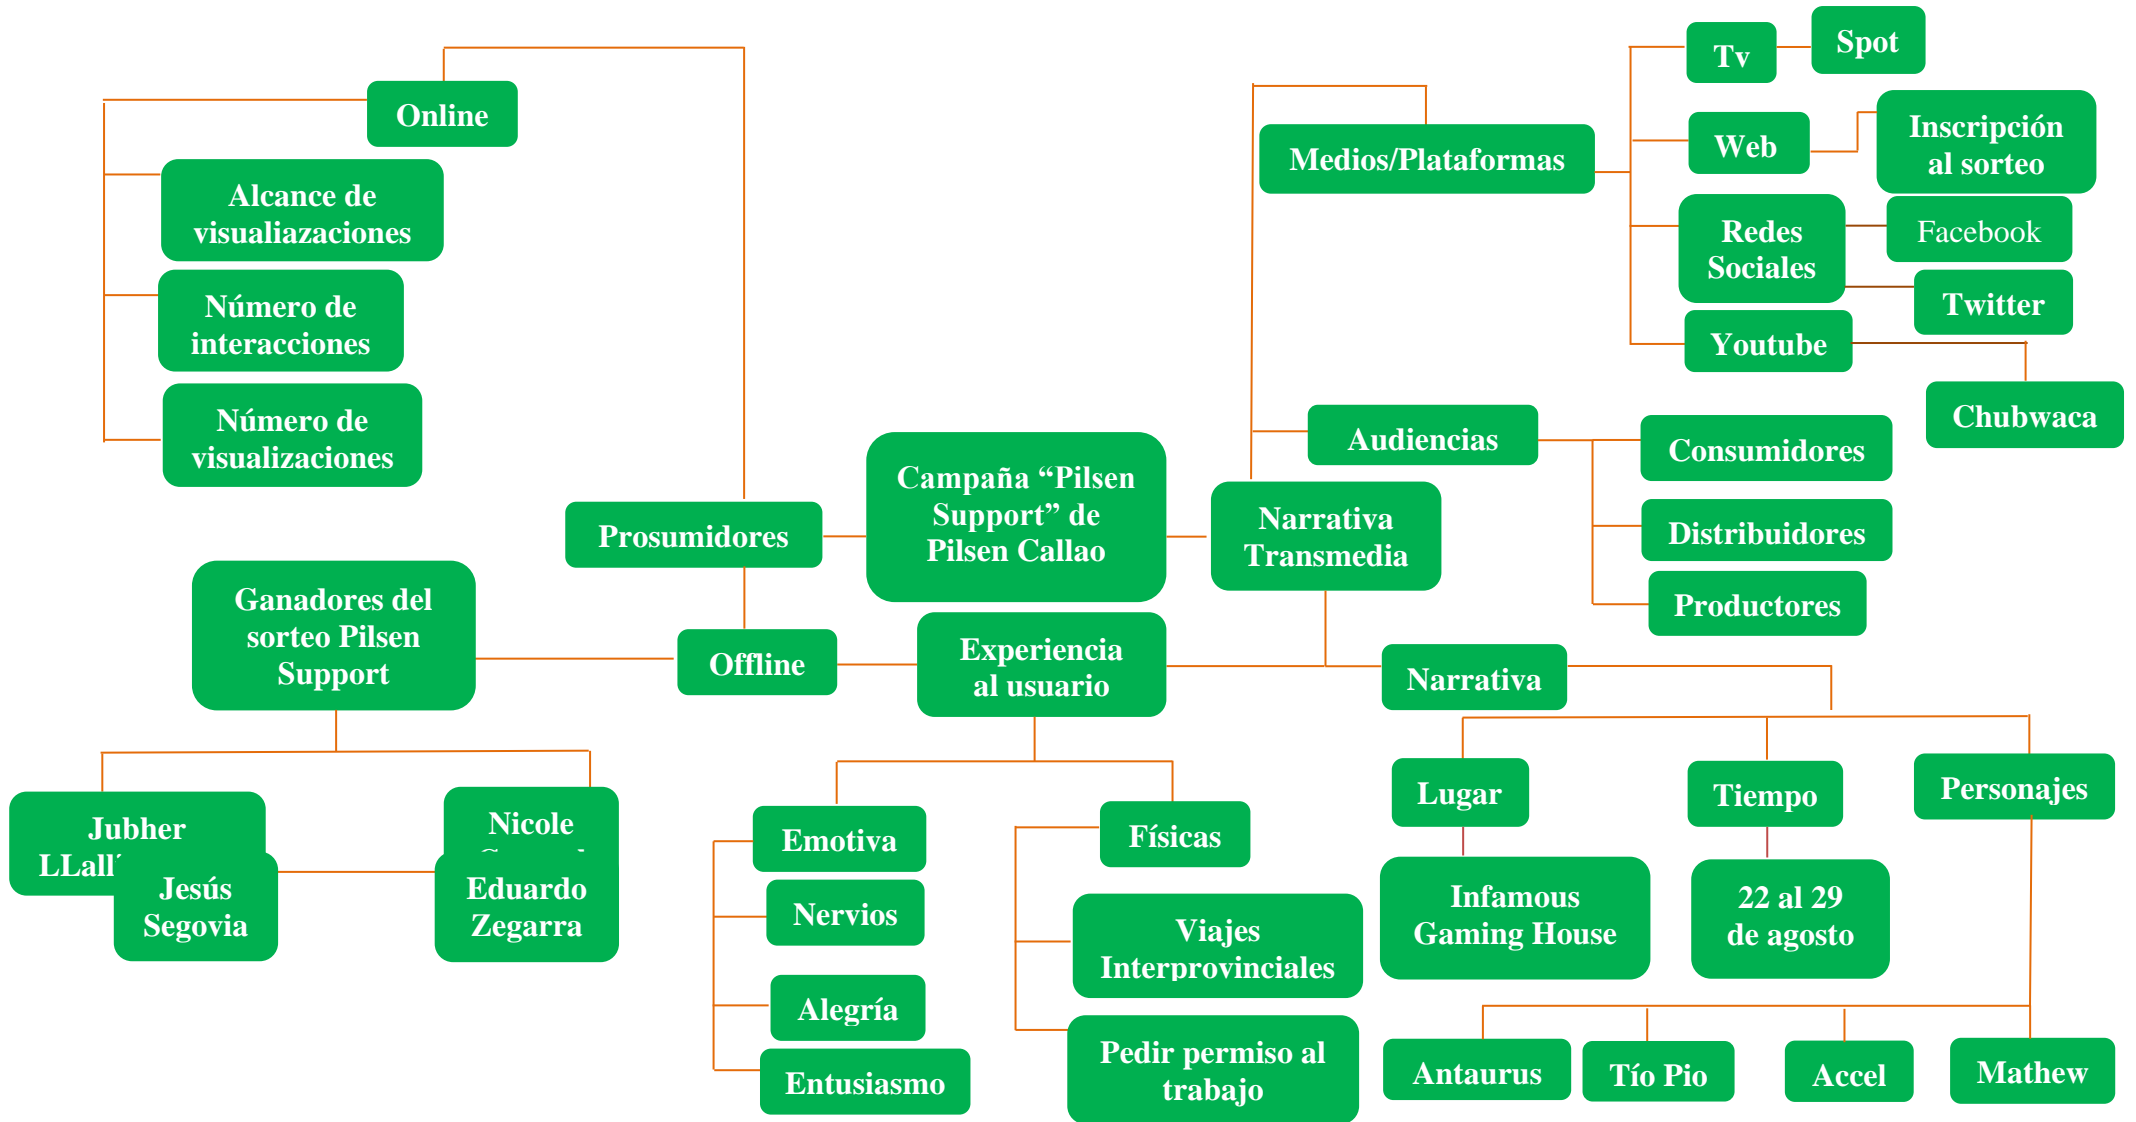 Online
Alcance de
visualiazaciones
Número de
interacciones
Número de
visualizaciones
Prosumidores
Campaña “Pilsen
Support” de
Pilsen Callao
Narrativa
Transmedia
Medios/Plataformas
Tv
Spot
Web
Inscripción
al sorteo
Redes
Sociales
Facebook
Twitter
Youtube
Chubwaca
Audiencias
Consumidores
Distribuidores
Productores
Ganadores del
sorteo Pilsen
Support
Offline
Experiencia
al usuario
Narrativa
Jubher
Jesús
Segovia
Nicole
Eduardo
Zegarra
Emotiva
Nervios
Alegría
Entusiasmo
Físicas
Viajes
Interprovinciales
Pedir permiso al
trabajo
Lugar
Infamous
Gaming House
Tiempo
22 al 29
de agosto
Personajes
Antaurus
Tío Pio
Accel
Mathew